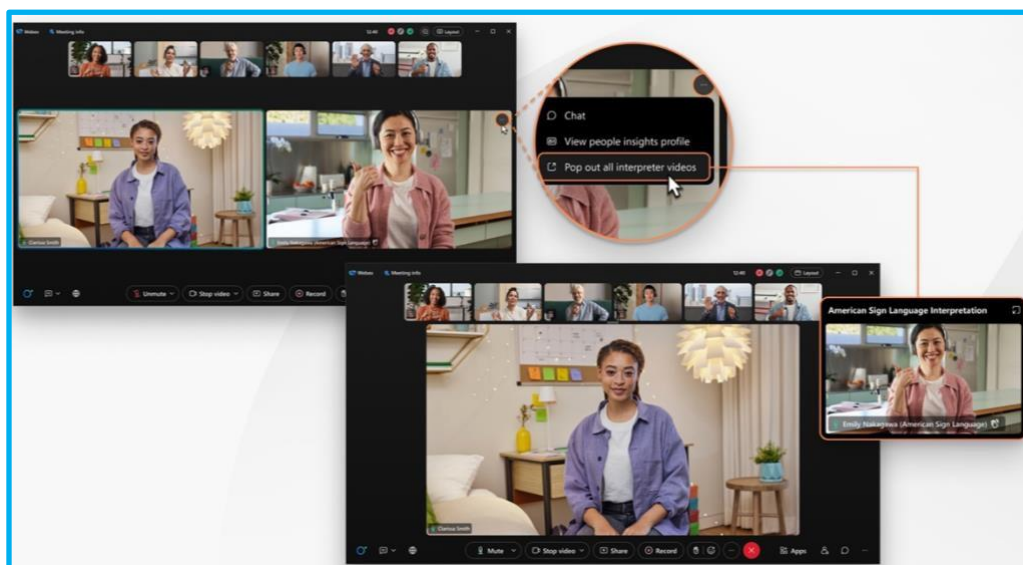 Webex Meeting info 12:40 Layout
Clarissa Smith
Emily Nakagawa (American Sign Language)
Unmute Stop video Share Record
Chat
View people insights profile
Pop out all interpreter videos
Webex Meeting info 12:40 Layout
Clarissa Smith
Mute Stop video Share Record Apps
American Sign Language Interpretation
Emily Nakagawa (American Sign Language)